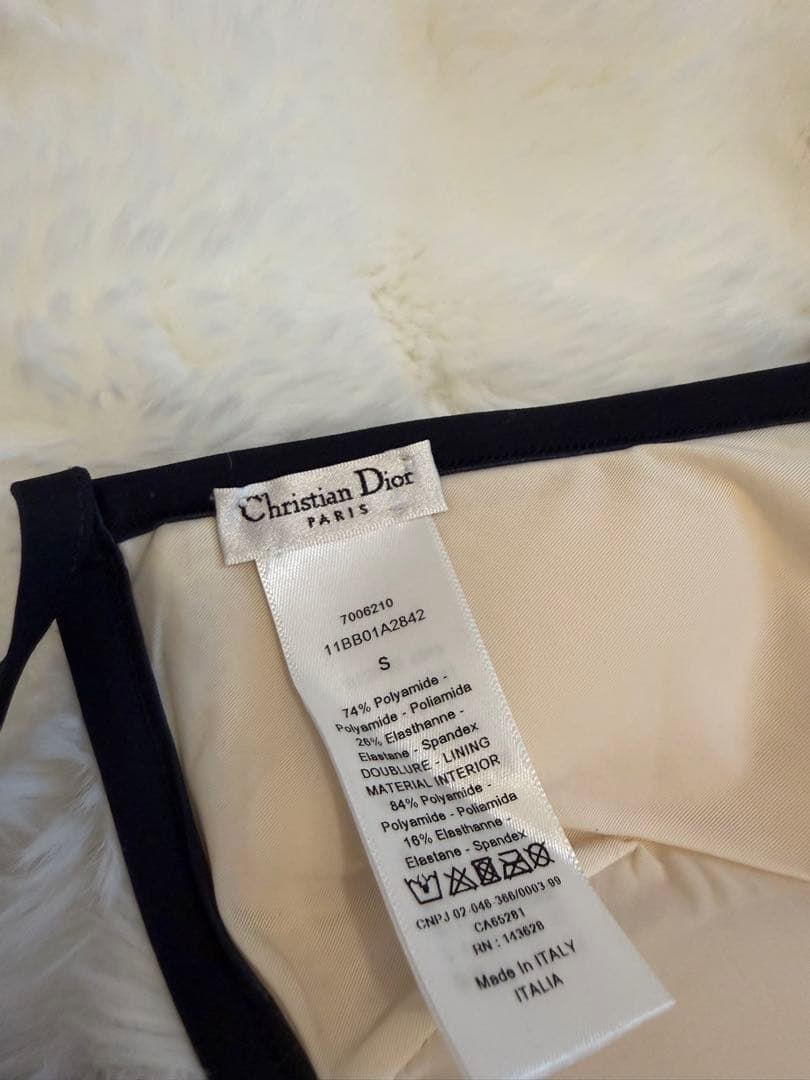 Christian Dior
PARIS
7006210
11BB01A2842
S
74% Polyamide -
Polyamide - Poliamida
26% Elasthanne -
Elastane - Spandex
DOUBLURE - LINING
MATERIAL INTERIOR
84% Polyamide -
Polyamide - Poliamida
16% Elasthanne -
Elastane - Spandex
CNPJ 02-046-366/0003-99
CA65281
RN : 143628
Made in ITALY
ITALIA